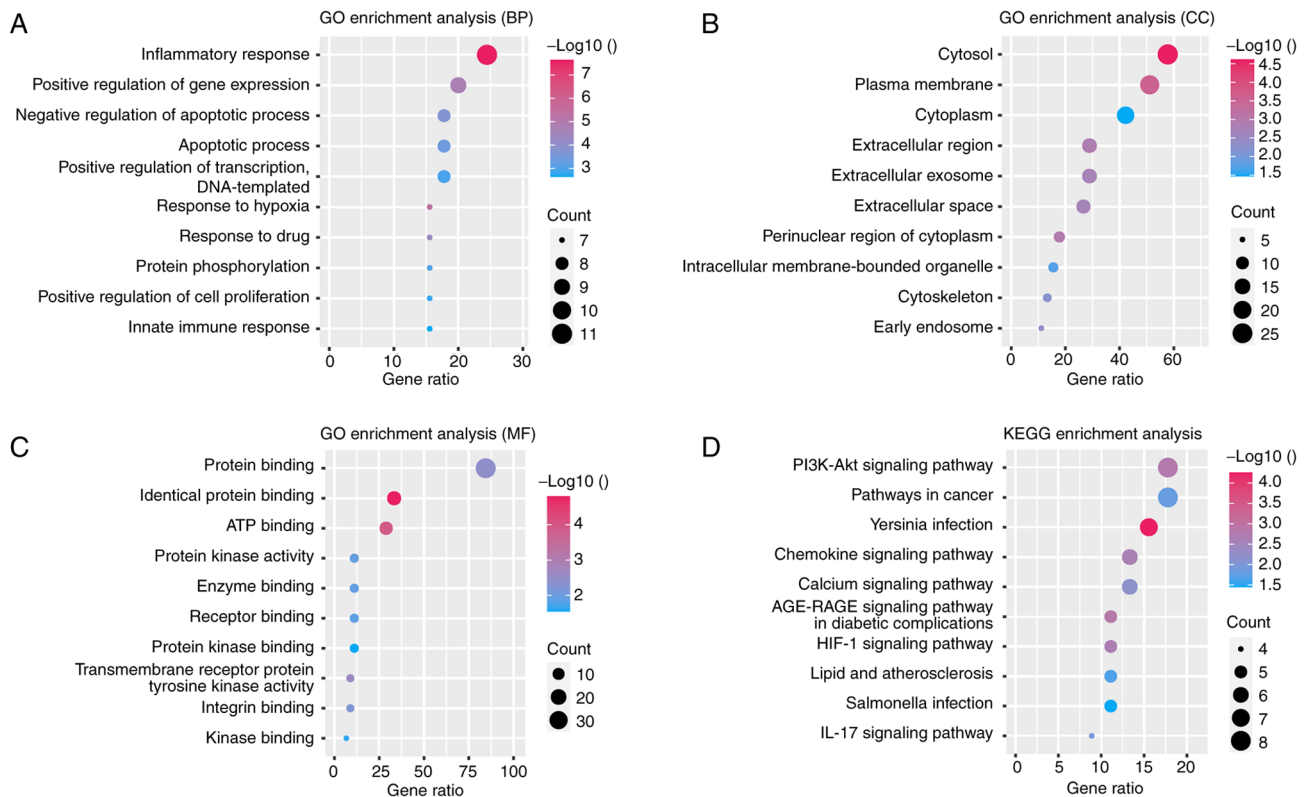 A
GO enrichment analysis (BP)
Inflammatory response
Positive regulation of gene expression
Negative regulation of apoptotic process
Apoptotic process
Positive regulation of transcription,
DNA-templated
Response to hypoxia
Response to drug
Protein phosphorylation
Positive regulation of cell proliferation
Innate immune response
0 10 20 30
Gene ratio
–Log10 ()
7
6
5
4
3
Count
7
8
9
10
11
B
GO enrichment analysis (CC)
Cytosol
Plasma membrane
Cytoplasm
Extracellular region
Extracellular exosome
Extracellular space
Perinuclear region of cytoplasm
Intracellular membrane-bounded organelle
Cytoskeleton
Early endosome
0 20 40 60
Gene ratio
–Log10 ()
4.5
4.0
3.5
3.0
2.5
2.0
1.5
Count
5
10
15
20
25
C
GO enrichment analysis (MF)
Protein binding
Identical protein binding
ATP binding
Protein kinase activity
Enzyme binding
Receptor binding
Protein kinase binding
Transmembrane receptor protein
tyrosine kinase activity
Integrin binding
Kinase binding
0 25 50 75 100
Gene ratio
–Log10 ()
4
3
2
Count
10
20
30
D
KEGG enrichment analysis
PI3K-Akt signaling pathway
Pathways in cancer
Yersinia infection
Chemokine signaling pathway
Calcium signaling pathway
AGE-RAGE signaling pathway
in diabetic complications
HIF-1 signaling pathway
Lipid and atherosclerosis
Salmonella infection
IL-17 signaling pathway
0 5 10 15 20
Gene ratio
–Log10 ()
4.0
3.5
3.0
2.5
2.0
1.5
Count
4
5
6
7
8